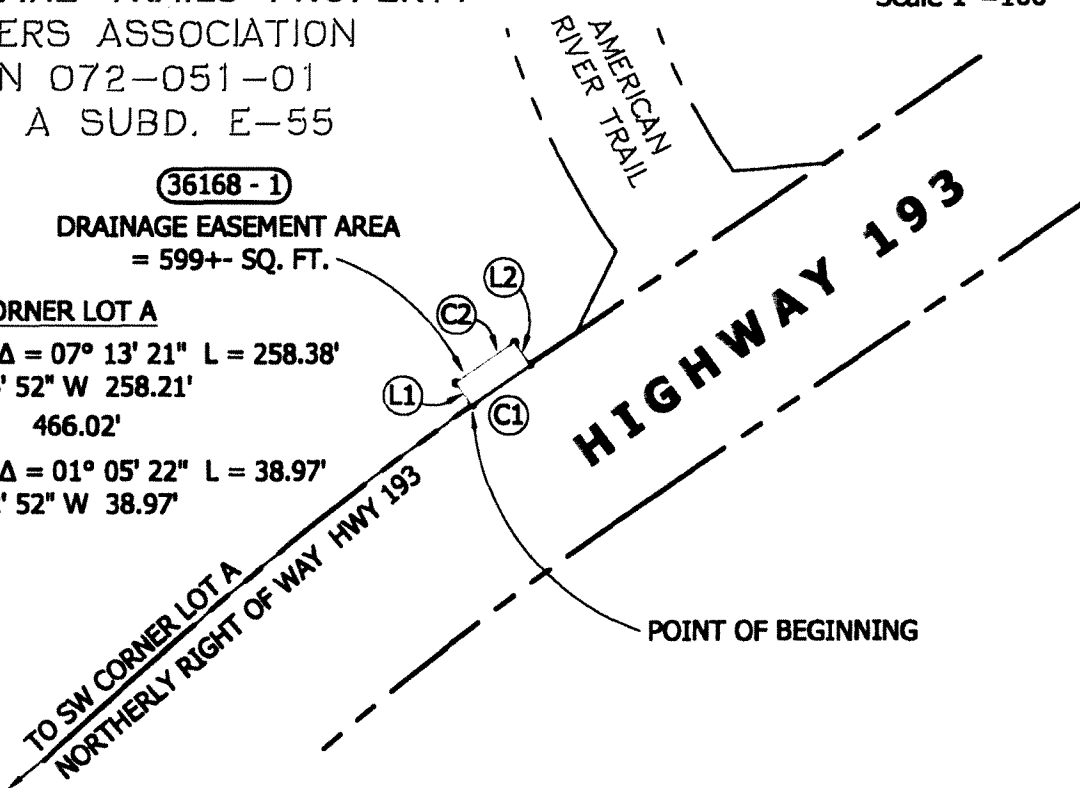 ERS ASSOCIATION
N 072-051-01
A SUBD. E-55
AMERICAN
RIVER TRAIL
36168 - 1
DRAINAGE EASEMENT AREA
= 599+- SQ. FT.
ORNER LOT A
Δ = 07° 13' 21" L = 258.38'
' 52" W 258.21'
466.02'
Δ = 01° 05' 22" L = 38.97'
' 52" W 38.97'
L2
C2
L1
C1
HIGHWAY 193
POINT OF BEGINNING
TO SW CORNER LOT A
NORTHERLY RIGHT OF WAY HWY 193